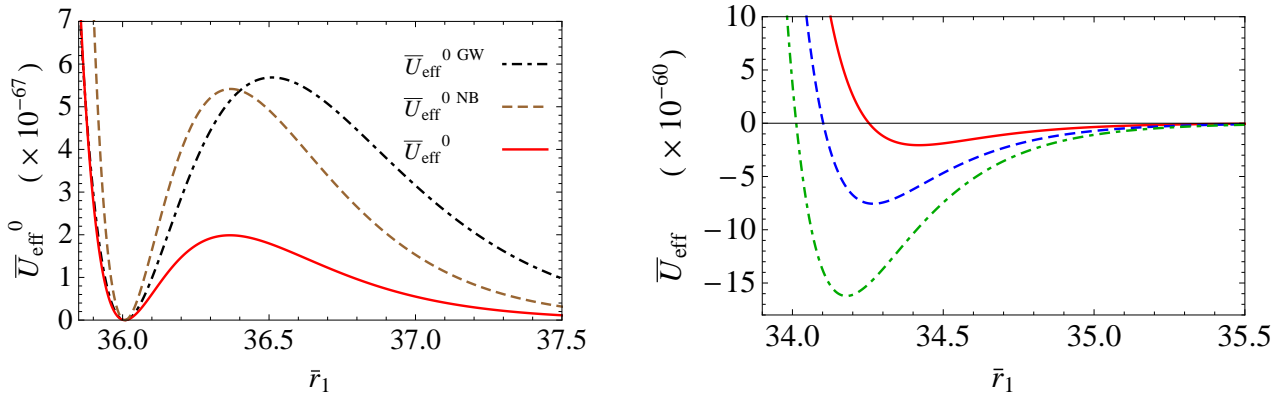 7
6
5
4
3
2
1
0
Ū_eff^0 (× 10^−67)
Ū_eff^0 GW
Ū_eff^0 NB
Ū_eff^0
36.0 36.5 37.0 37.5
r̄_1
10
5
0
−5
−10
−15
Ū_eff (× 10^−60)
34.0 34.5 35.0 35.5
r̄_1